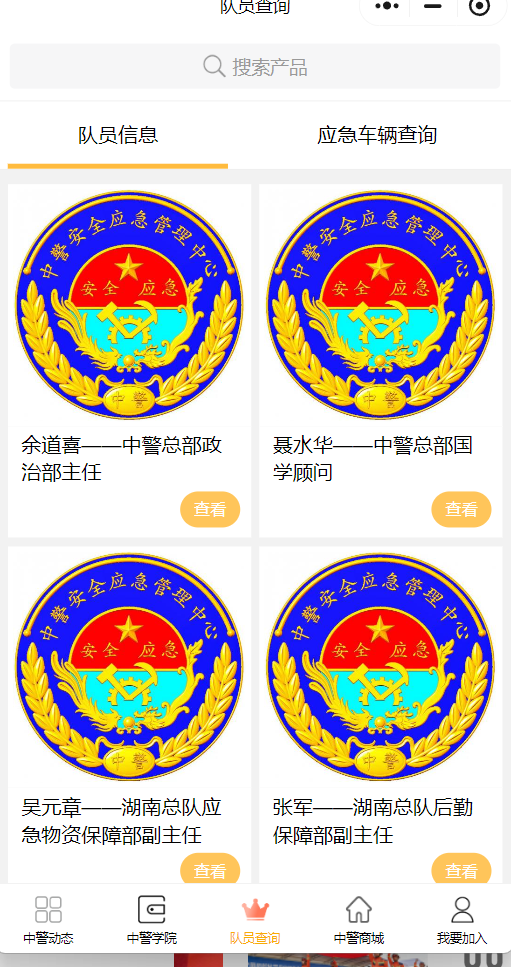 队员查询
搜索产品
队员信息
应急车辆查询
中警安全应急管理中心
安全 应急
中警
中警安全应急管理中心
安全 应急
中警
余道喜——中警总部政
治部主任
查看
聂水华——中警总部国
学顾问
查看
中警安全应急管理中心
安全 应急
中警
中警安全应急管理中心
安全 应急
中警
吴元章——湖南总队应
急物资保障部副主任
查看
张军——湖南总队后勤
保障部副主任
查看
中警动态
中警学院
队员查询
中警商城
我要加入